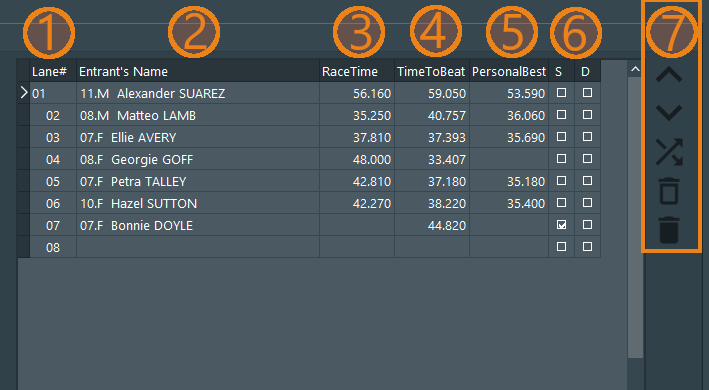 1 2 3 4 5 6 7
Lane# Entrant's Name RaceTime TimeToBeat PersonalBest S D
01 11.M Alexander SUAREZ 56.160 59.050 53.590
02 08.M Matteo LAMB 35.250 40.757 36.060
03 07.F Ellie AVERY 37.810 37.393 35.690
04 08.F Georgie GOFF 48.000 33.407
05 07.F Petra TALLEY 42.810 37.180 35.180
06 10.F Hazel SUTTON 42.270 38.220 35.400
07 07.F Bonnie DOYLE 44.820
08